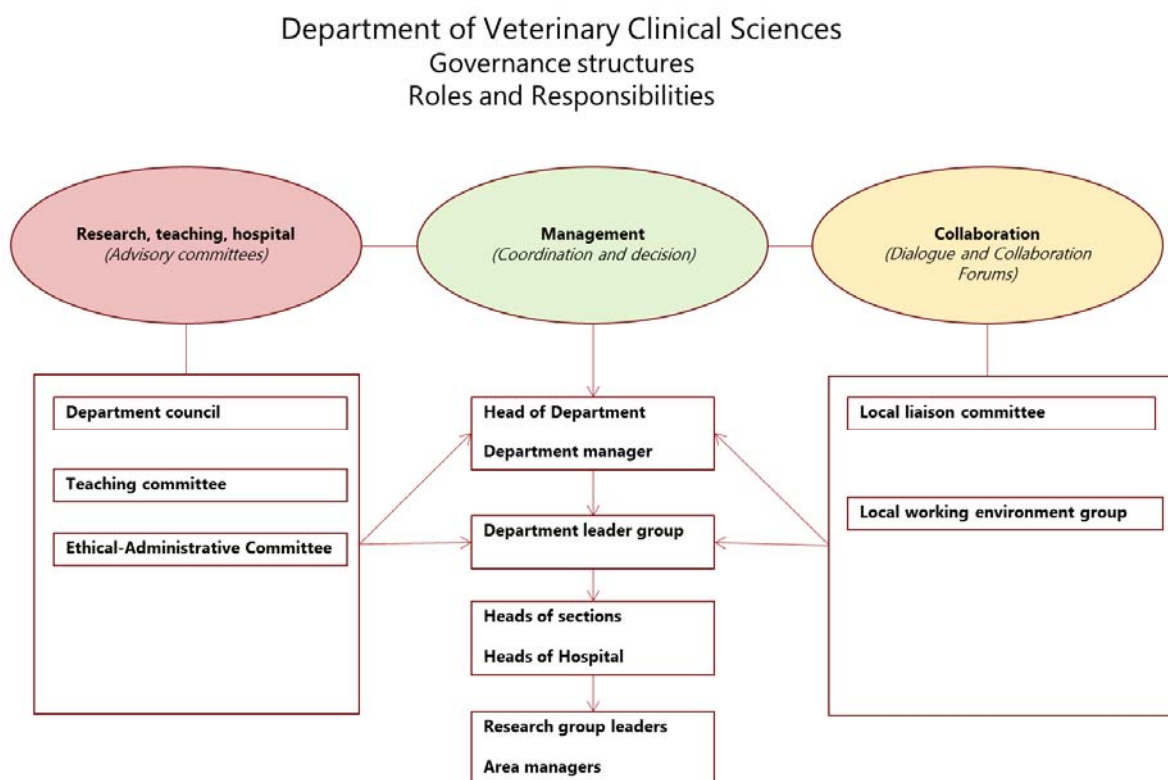 Department of Veterinary Clinical Sciences
Governance structures
Roles and Responsibilities
Research, teaching, hospital
(Advisory committees)
Management
(Coordination and decision)
Collaboration
(Dialogue and Collaboration
Forums)
Department council
Teaching committee
Ethical-Administrative Committee
Head of Department
Department manager
Department leader group
Heads of sections
Heads of Hospital
Research group leaders
Area managers
Local liaison committee
Local working environment group